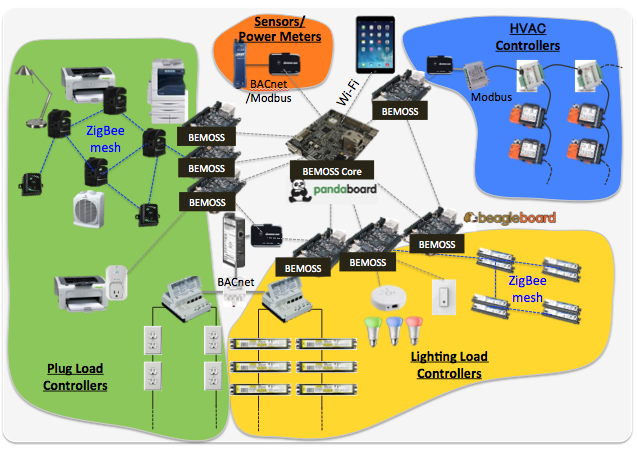 Sensors/
Power Meters
HVAC
Controllers
BACnet
/Modbus
Wi-Fi
Modbus
ZigBee
mesh
BEMOSS
BEMOSS
BEMOSS
BEMOSS
BEMOSS Core
pandaboard
beagleboard
BEMOSS
BEMOSS
BEMOSS
BACnet
ZigBee
mesh
Plug Load
Controllers
Lighting Load
Controllers